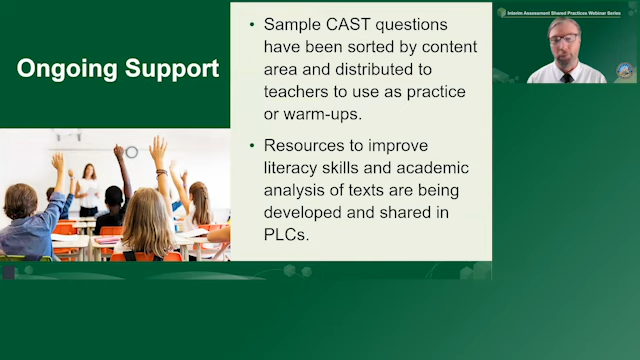 Ongoing Support
• Sample CAST questions
have been sorted by content
area and distributed to
teachers to use as practice
or warm-ups.
• Resources to improve
literacy skills and academic
analysis of texts are being
developed and shared in
PLCs.
Interim Assessment Shared Practices Webinar Series